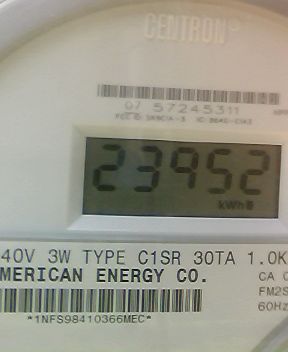 CENTRON
07 57245311
23952
kWh
40V 3W TYPE C1SR 30TA 1.0K
MERICAN ENERGY CO.
CA
FM2S
60Hz
*1NFS98410366MEC*